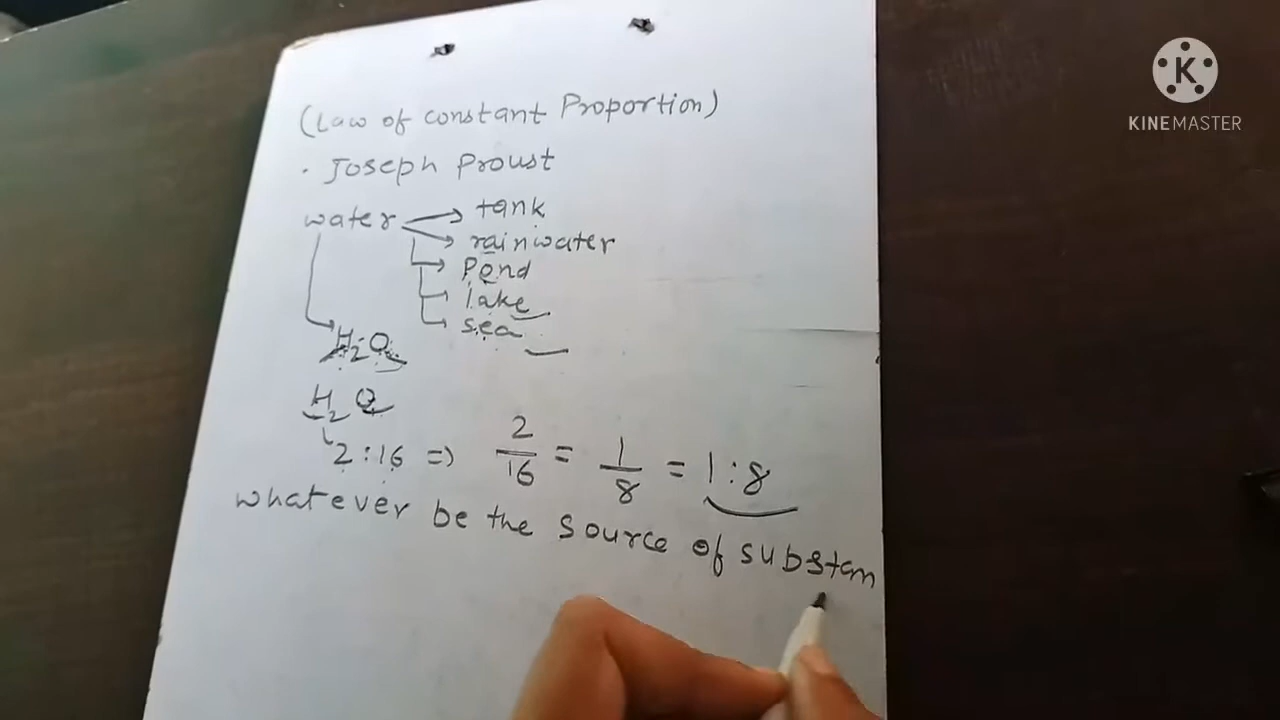 (Law of constant Proportion)
. Joseph Proust
water → tank
→ rainwater
→ Pond
→ lake
→ sea
H2O
H2O
2:16 => 2/16 = 1/8 = 1:8
whatever be the source of substan
K
KINEMASTER